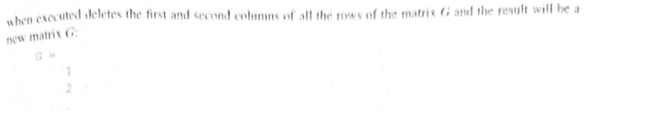 when executed deletes the first and second columns of all the rows of the matrix G and the result will be a
new matrix G:
G =
1
2